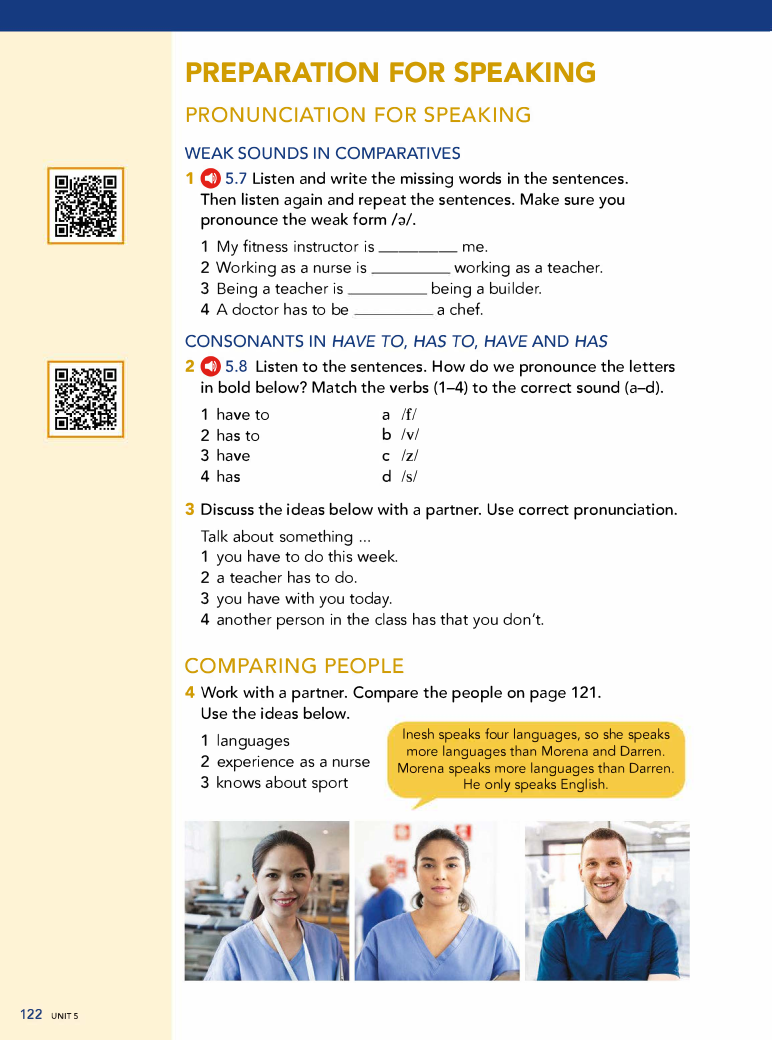 PREPARATION FOR SPEAKING
PRONUNCIATION FOR SPEAKING
WEAK SOUNDS IN COMPARATIVES
1 5.7 Listen and write the missing words in the sentences.
Then listen again and repeat the sentences. Make sure you
pronounce the weak form /ə/.
1 My fitness instructor is __________ me.
2 Working as a nurse is __________ working as a teacher.
3 Being a teacher is __________ being a builder.
4 A doctor has to be __________ a chef.
CONSONANTS IN HAVE TO, HAS TO, HAVE AND HAS
2 5.8 Listen to the sentences. How do we pronounce the letters
in bold below? Match the verbs (1–4) to the correct sound (a–d).
1 have to a /f/
2 has to b /v/
3 have c /z/
4 has d /s/
3 Discuss the ideas below with a partner. Use correct pronunciation.
Talk about something ...
1 you have to do this week.
2 a teacher has to do.
3 you have with you today.
4 another person in the class has that you don't.
COMPARING PEOPLE
4 Work with a partner. Compare the people on page 121.
Use the ideas below.
1 languages
2 experience as a nurse
3 knows about sport
Inesh speaks four languages, so she speaks
more languages than Morena and Darren.
Morena speaks more languages than Darren.
He only speaks English.
122 UNIT 5